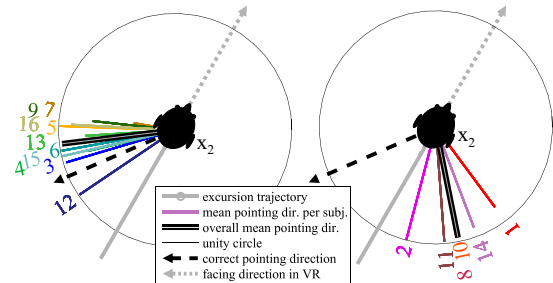 9 7
16 5
13
6
4 15 3
12
x2
x2
2
11
10
8
14
1
excursion trajectory
mean pointing dir. per subj.
overall mean pointing dir.
unity circle
correct pointing direction
facing direction in VR